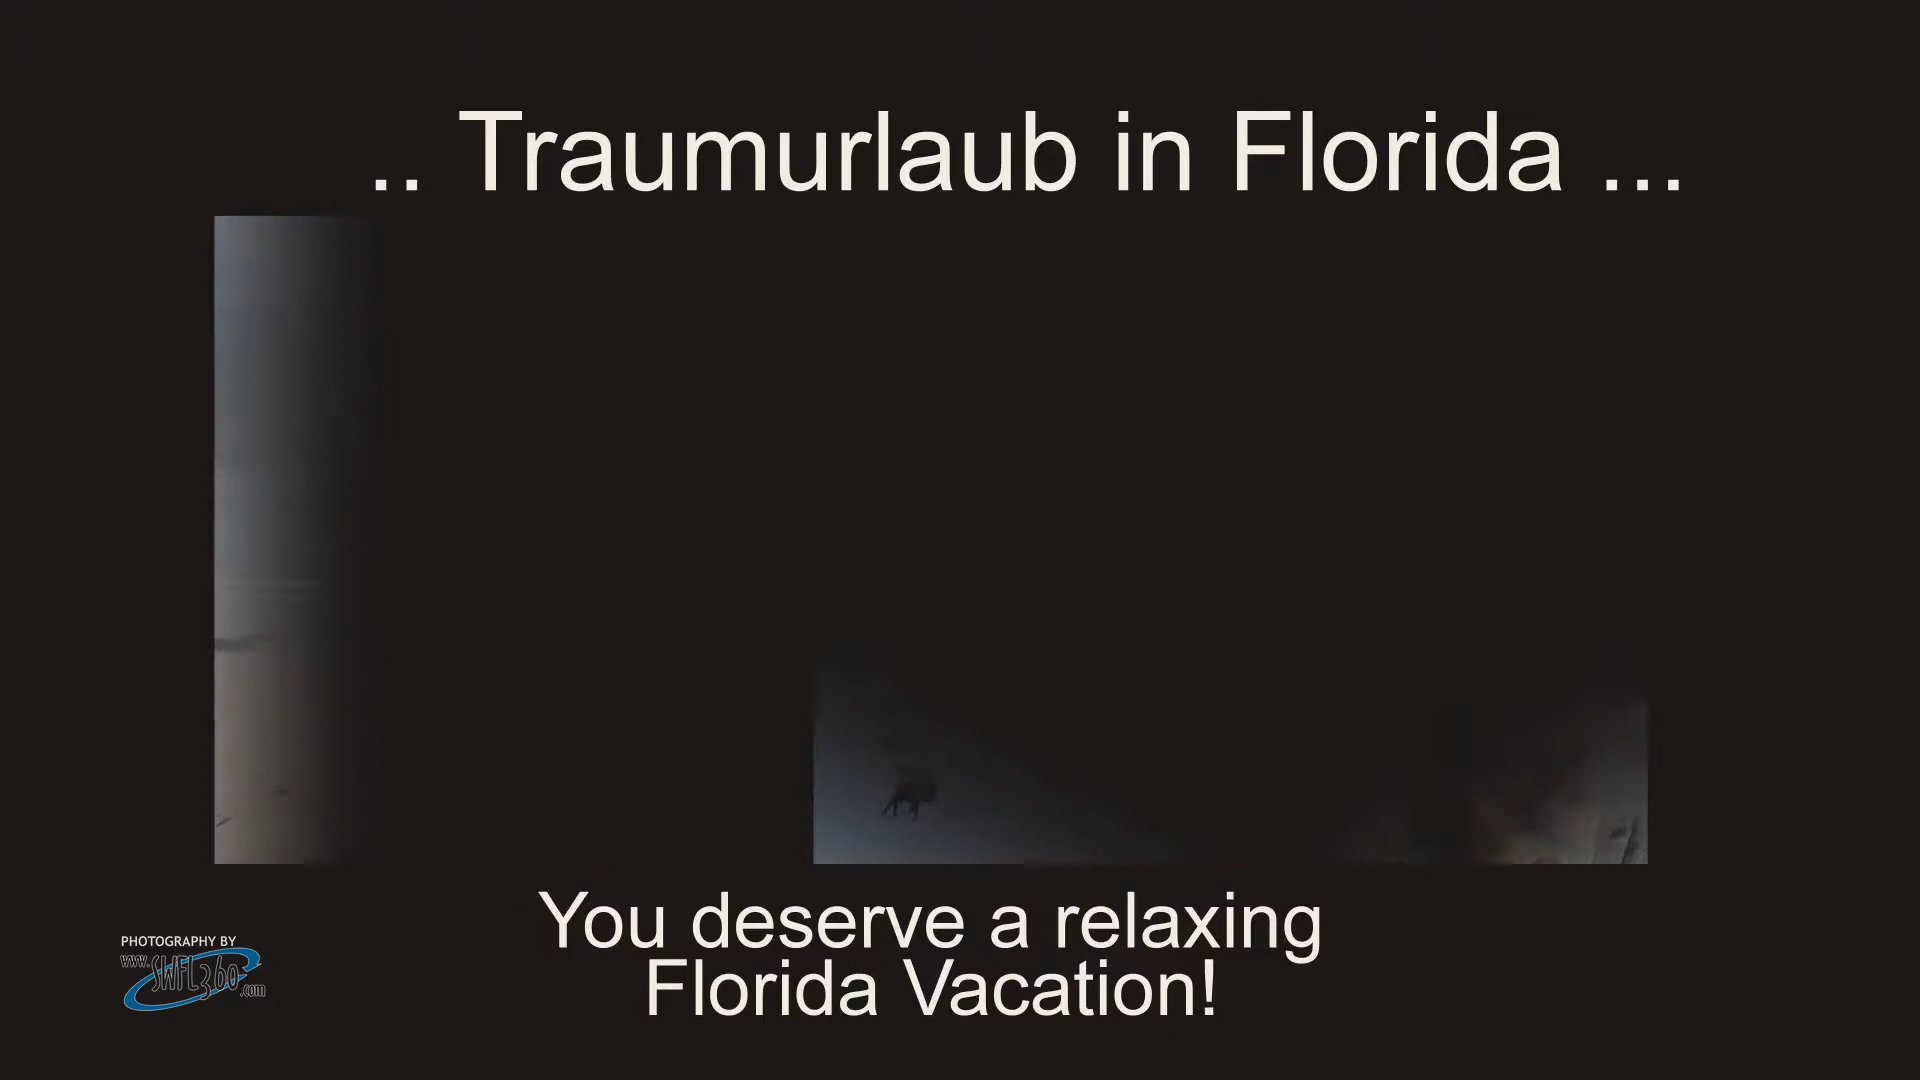 .. Traumurlaub in Florida ...
You deserve a relaxing
Florida Vacation!
PHOTOGRAPHY BY
www.SWFL360.com